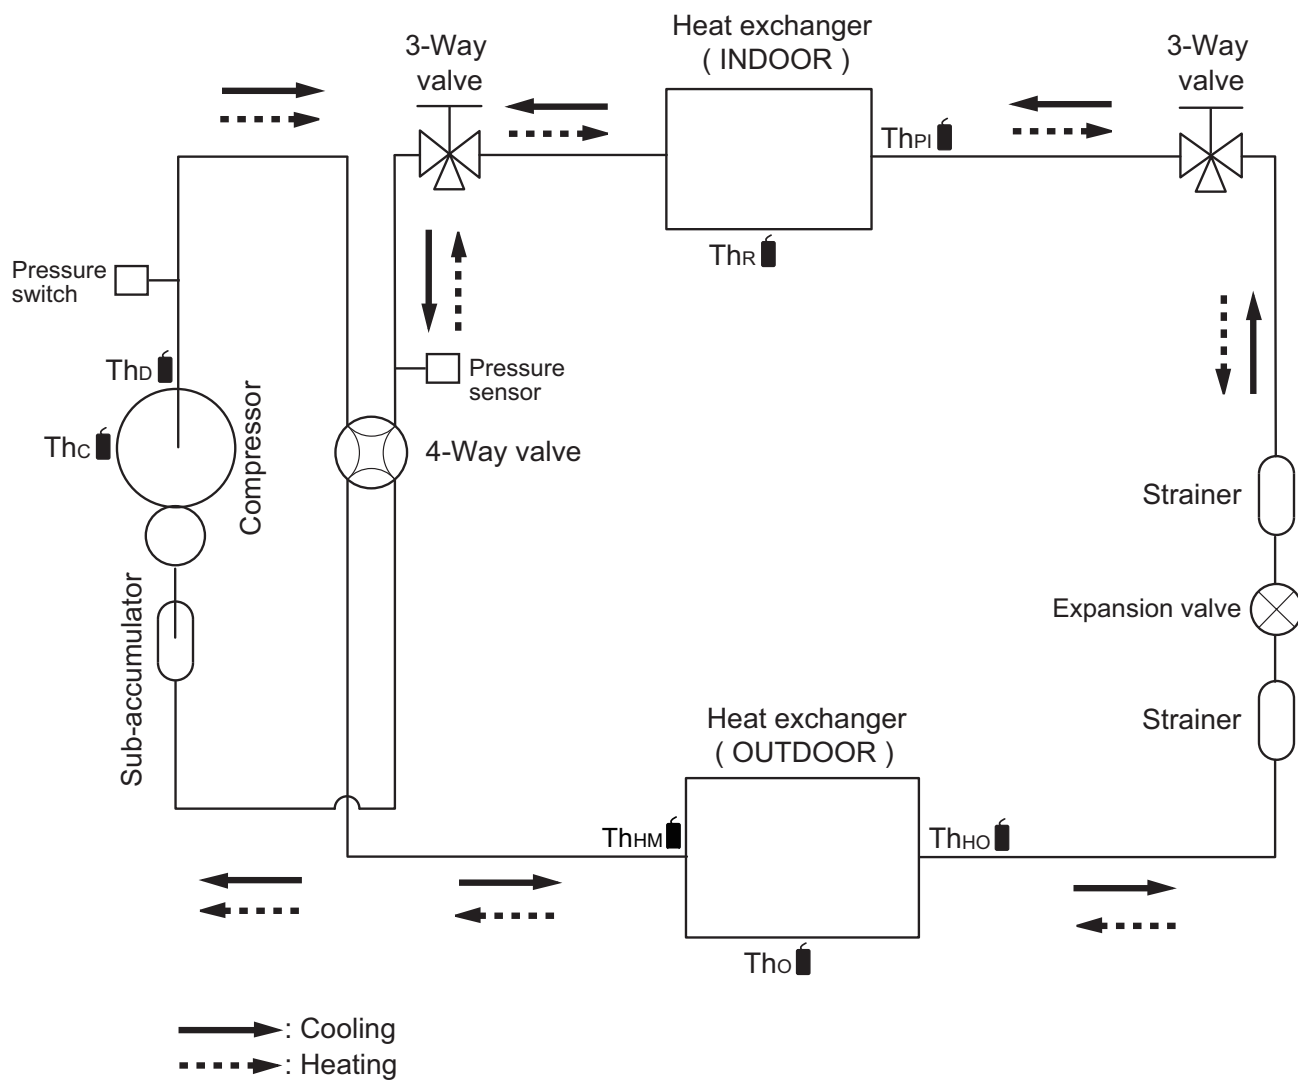 Heat exchanger
( INDOOR )
3-Way
valve
3-Way
valve
ThPI
ThR
Pressure
switch
ThD
Pressure
sensor
ThC
Compressor
4-Way valve
Strainer
Expansion valve
Sub-accumulator
Strainer
Heat exchanger
( OUTDOOR )
ThHM
ThHO
ThO
: Cooling
: Heating